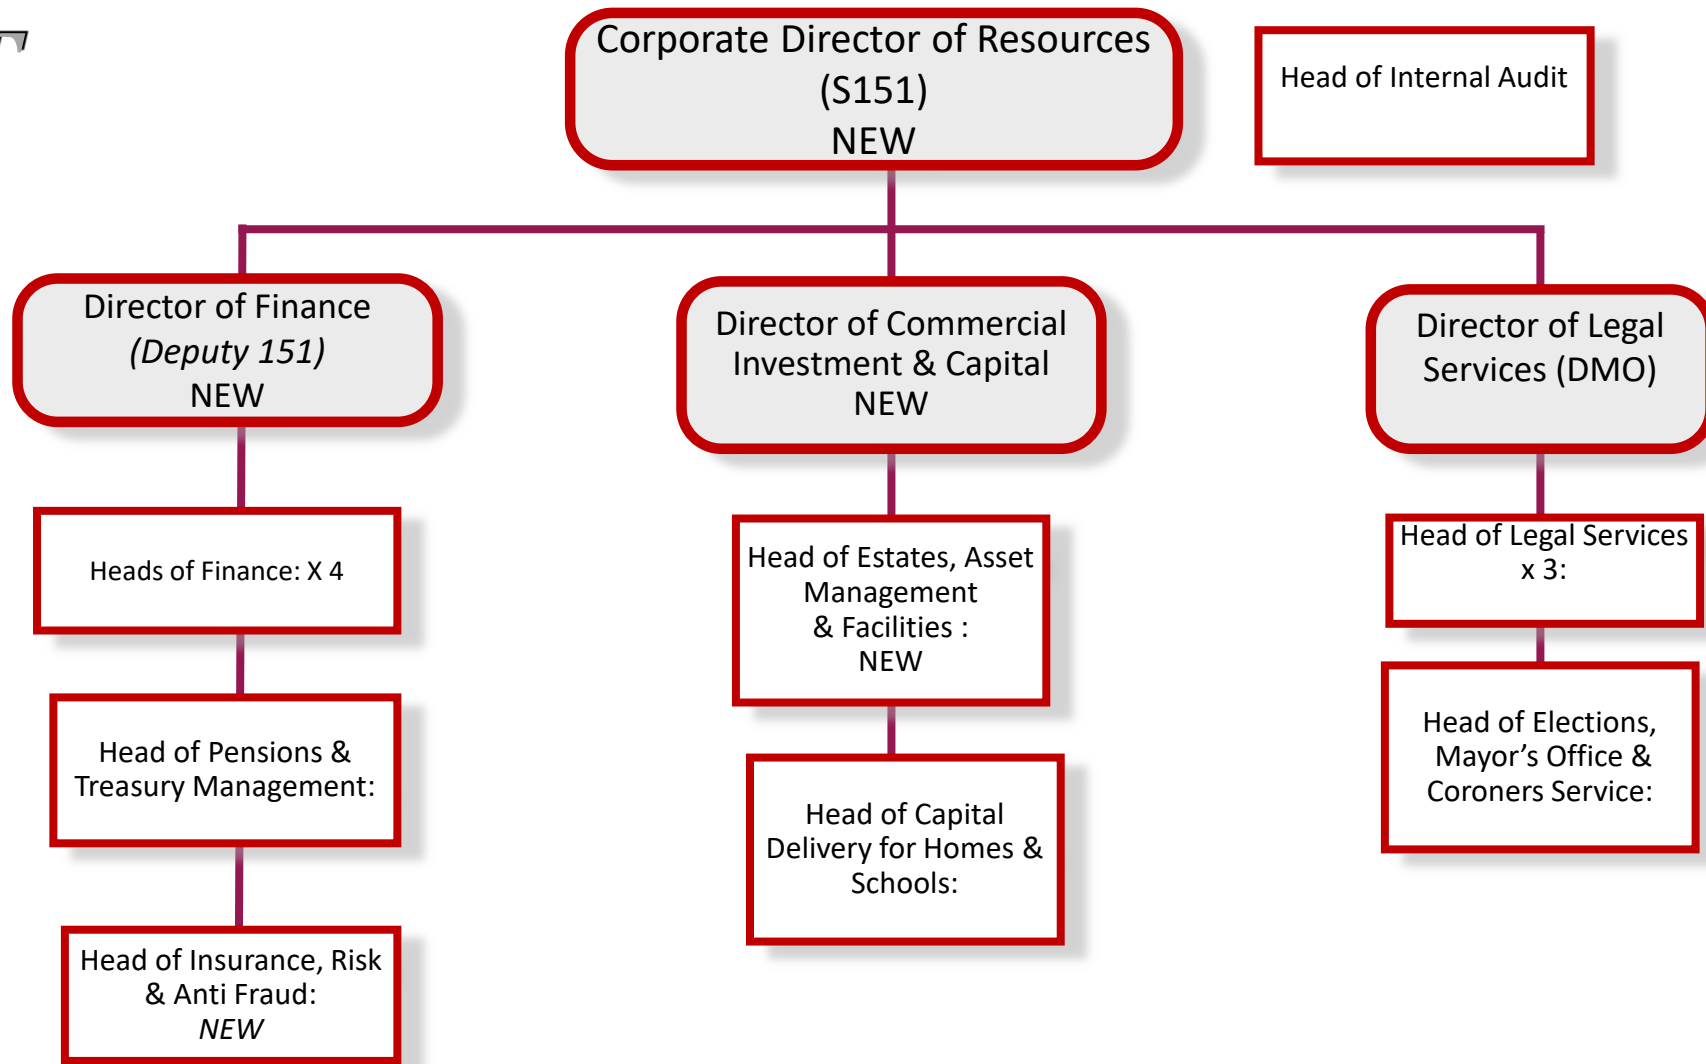 Corporate Director of Resources
(S151)
NEW
Head of Internal Audit
Director of Finance
(Deputy 151)
NEW
Director of Commercial
Investment & Capital
NEW
Director of Legal
Services (DMO)
Heads of Finance: X 4
Head of Pensions &
Treasury Management:
Head of Insurance, Risk
& Anti Fraud:
NEW
Head of Estates, Asset
Management
& Facilities :
NEW
Head of Capital
Delivery for Homes &
Schools:
Head of Legal Services
x 3:
Head of Elections,
Mayor’s Office &
Coroners Service: